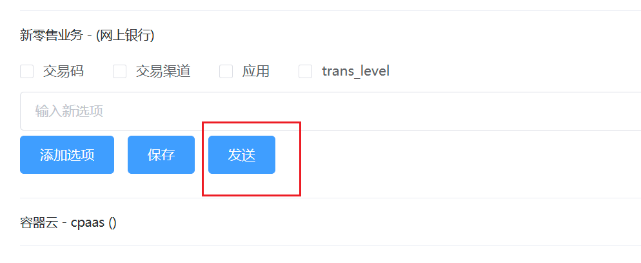 新零售业务 - (网上银行)
交易码 交易渠道 应用 trans_level
输入新选项
添加选项 保存 发送
容器云 - cpaas ()